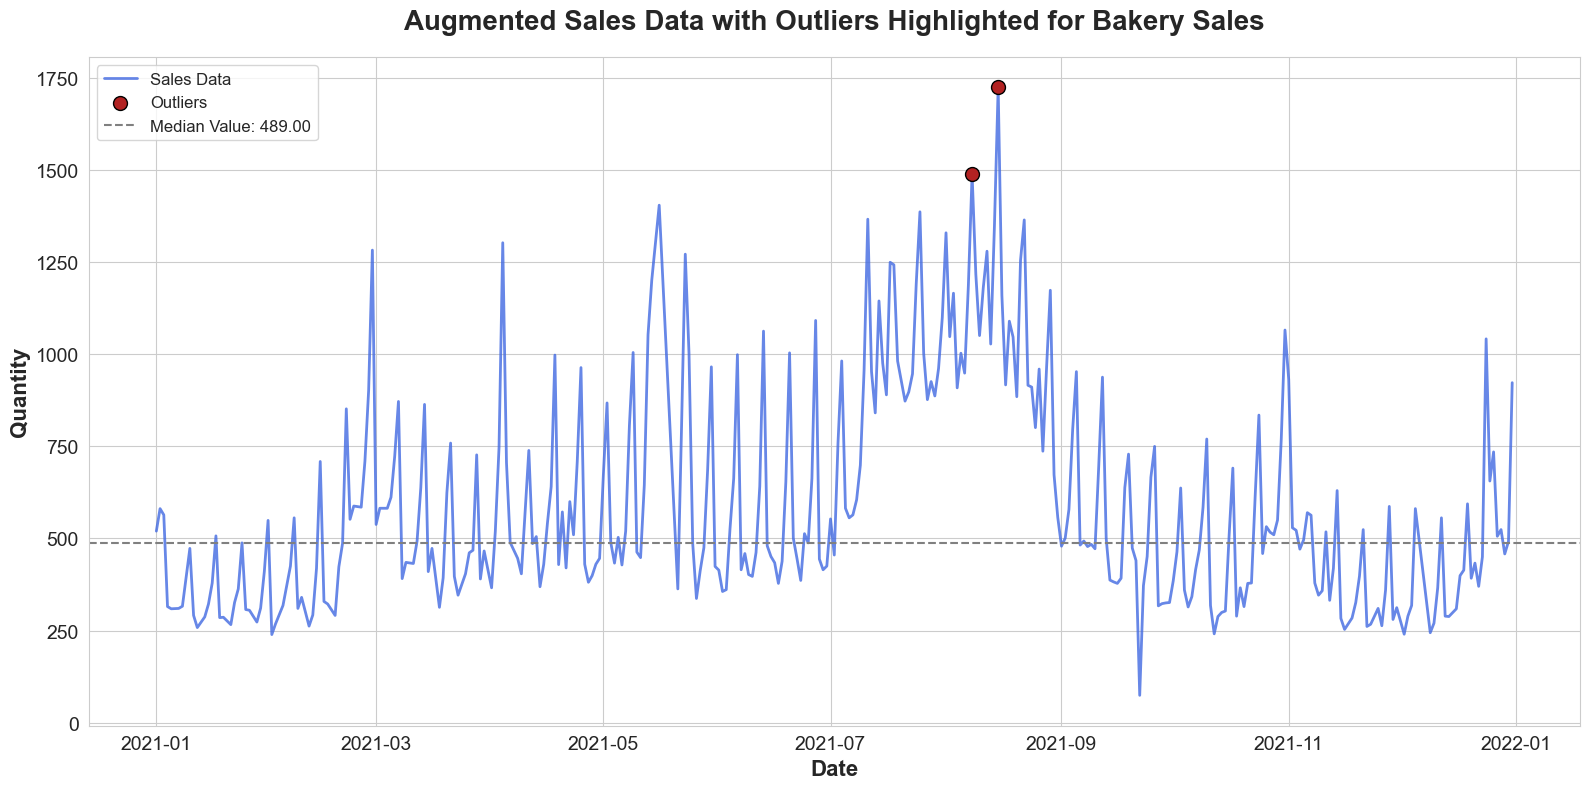 Augmented Sales Data with Outliers Highlighted for Bakery Sales
Sales Data
Outliers
Median Value: 489.00
1750
1500
1250
1000
750
500
250
0
Quantity
2021-01 2021-03 2021-05 2021-07 2021-09 2021-11 2022-01
Date